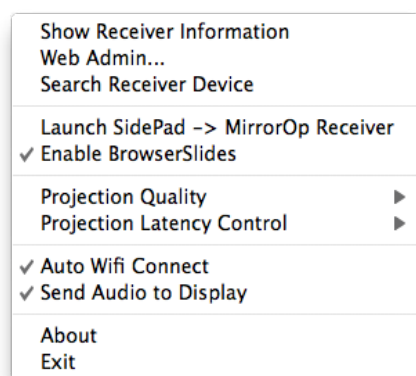 Show Receiver Information
Web Admin...
Search Receiver Device
Launch SidePad -> MirrorOp Receiver
Enable BrowserSlides
Projection Quality
Projection Latency Control
Auto Wifi Connect
Send Audio to Display
About
Exit